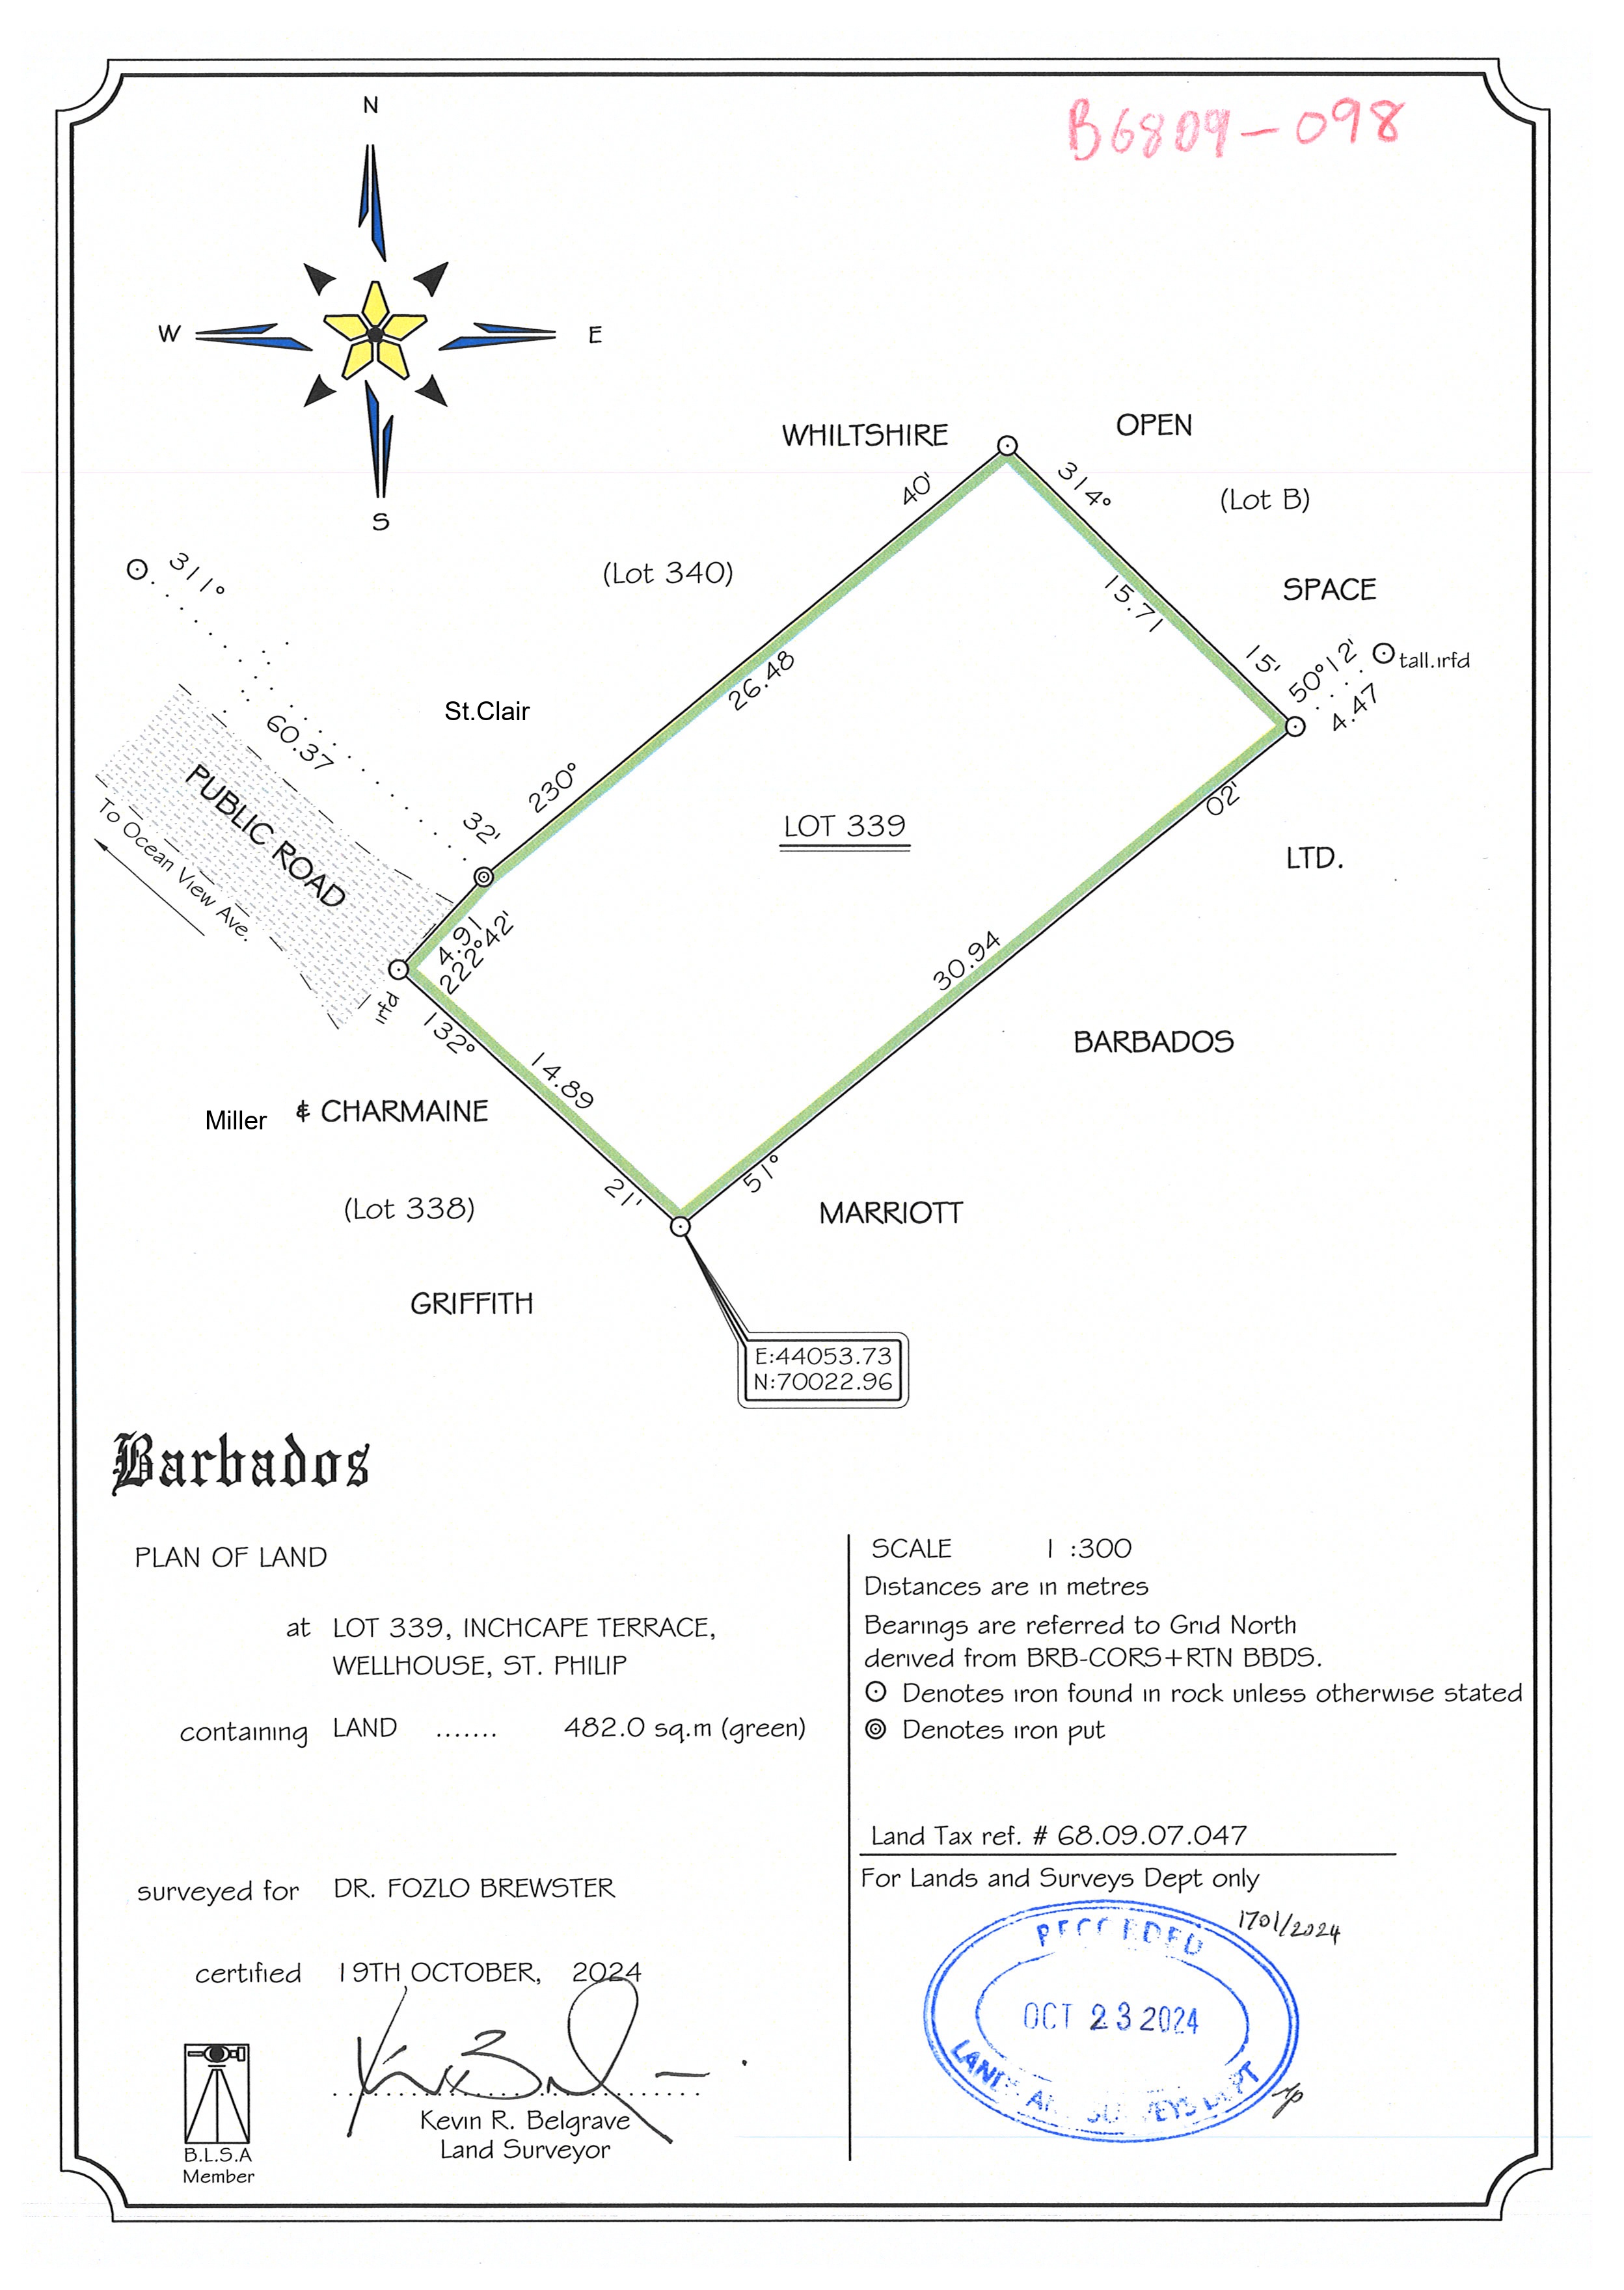 B6809-098
N
W
E
S
WHILTSHIRE
OPEN
40'
314°
(Lot B)
(Lot 340)
311°
15.71
SPACE
15'
50°12'
tall.irfd
4.47
26.48
St.Clair
60.37
230°
32'
PUBLIC ROAD
To Ocean View Ave.
LOT 339
02'
LTD.
4.91
222°42'
irfd
132°
30.94
14.89
BARBADOS
Miller & CHARMAINE
51°
21'
(Lot 338)
MARRIOTT
GRIFFITH
E:44053.73
N:70022.96
Barbados
PLAN OF LAND
at LOT 339, INCHCAPE TERRACE,
WELLHOUSE, ST. PHILIP
containing LAND ....... 482.0 sq.m (green)
surveyed for DR. FOZLO BREWSTER
certified 19TH OCTOBER, 2024
Kevin R. Belgrave
Land Surveyor
B.L.S.A
Member
SCALE 1 :300
Distances are in metres
Bearings are referred to Grid North
derived from BRB-CORS+RTN BBDS.
Denotes iron found in rock unless otherwise stated
Denotes iron put
Land Tax ref. # 68.09.07.047
For Lands and Surveys Dept only
1701/2024
RECORDED
OCT 23 2024
LANDS AND SURVEYS DEPT